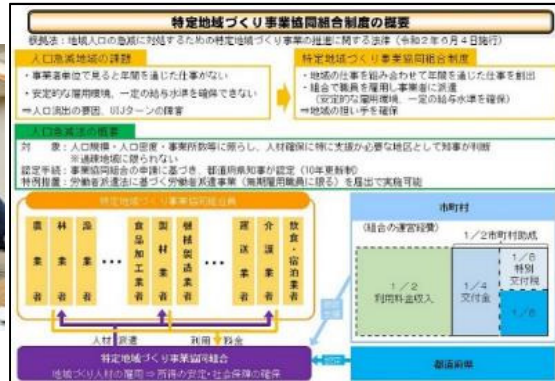 特定地域づくり事業協同組合制度の概要
根拠法：地域人口の急減に対処するための特定地域づくり事業の推進に関する法律（令和２年６月４日施行）
人口急減地域の課題
・事業者単位で見ると年間を通じた仕事がない
・安定的な雇用環境、一定の給与水準を確保できない
⇒人口流出の要因、UIJターンの障害
特定地域づくり事業協同組合制度
・地域の仕事を組み合わせて年間を通じた仕事を創出
・組合で職員を雇用し事業者に派遣
（安定的な雇用環境、一定の給与水準を確保）
⇒地域の担い手を確保
人口急減法の概要
対　象：人口規模・人口密度・事業所数等に照らし、人材確保に特に支援が必要な地域として知事が判断
※過疎地域に限られない
認定手続：事業協同組合の申請に基づき、都道府県知事が認定（10年更新制）
特例措置：労働者派遣法に基づく労働者派遣事業（無期雇用職員に限る）を届出で実施可能
特定地域づくり事業協同組合員
農業者
林業者
漁業者
・・・
食品加工業者
製材業者
機械製造業者
・・・
運送業者
介護業者
飲食・宿泊業者
人材派遣
利用料金
特定地域づくり事業協同組合
地域づくり人材の雇用⇒所得の安定・社会保障の確保
市町村
（組合の運営経費）
１／２市町村助成
１／２
利用料金収入
１／４
交付金
１／８
特別
交付税
１／８
都道府県